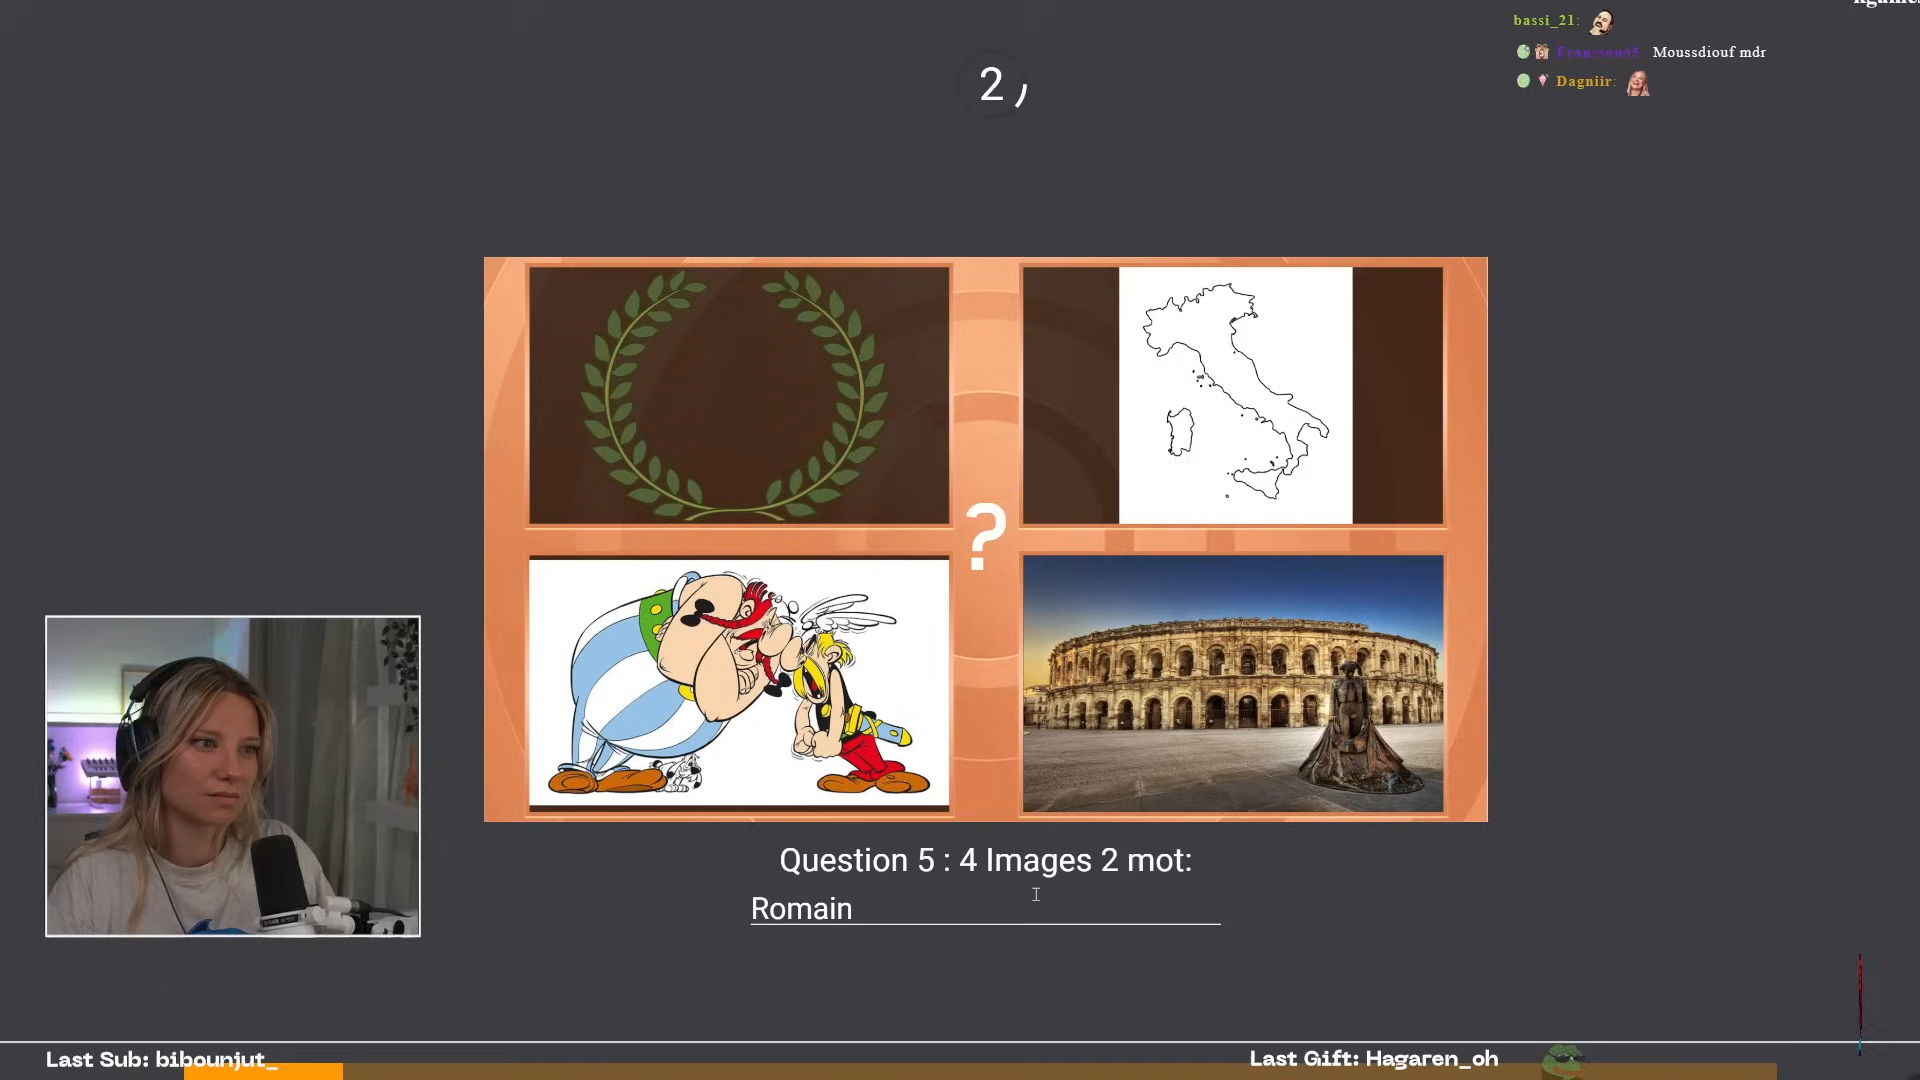 bassi_21:
Moussdiouf mdr
Dagniir:
2
?
Question 5 : 4 Images 2 mot:
Romain
Last Sub: bibounjut_
Last Gift: Hagaren_oh